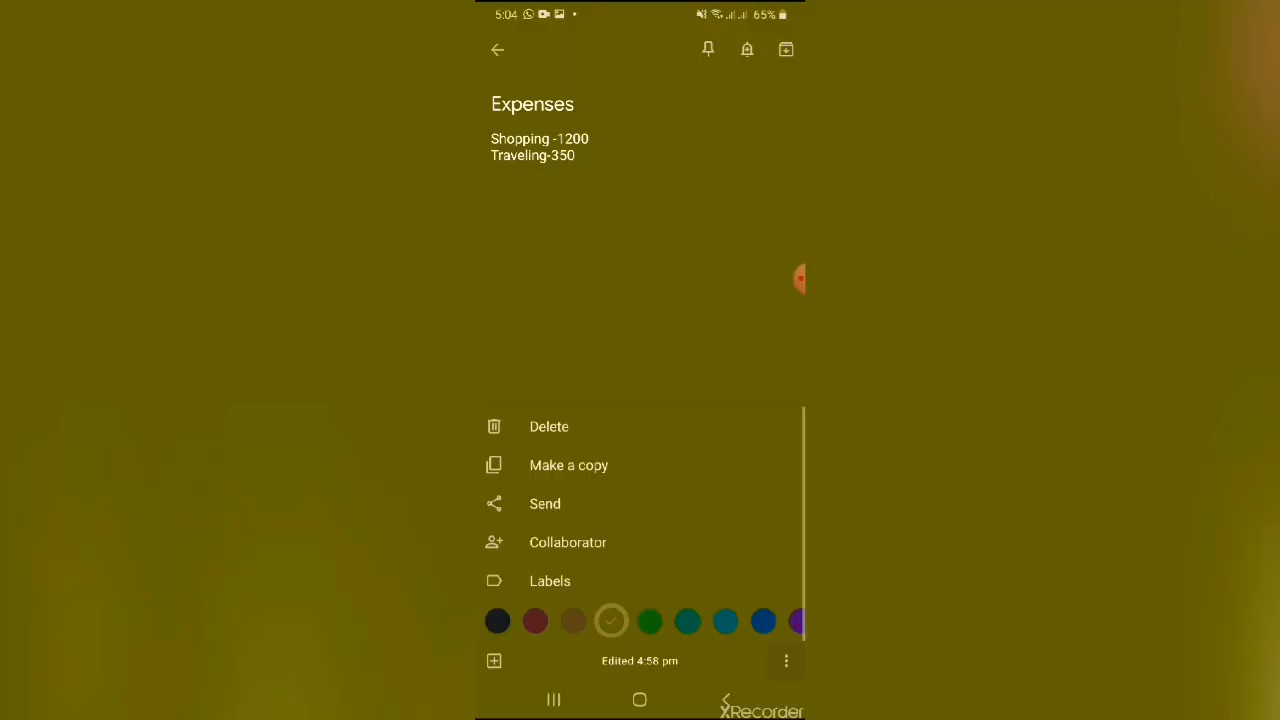 5:04 65%
Expenses
Shopping -1200
Traveling-350
Delete
Make a copy
Send
Collaborator
Labels
Edited 4:58 pm
XRecorder